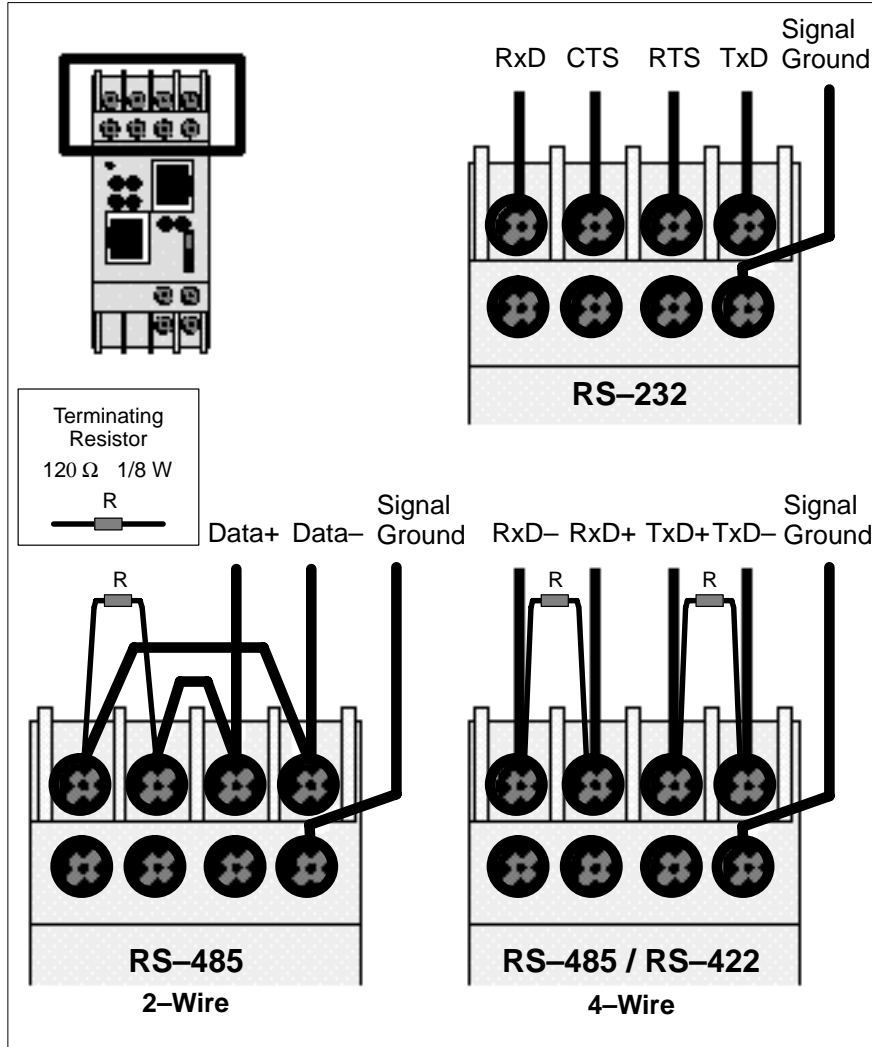 RxD CTS RTS TxD Signal
Ground
RS–232
Terminating
Resistor
120 Ω 1/8 W
R
Data+ Data– Signal
Ground
R
RS–485
2–Wire
RxD– RxD+ TxD+ TxD– Signal
Ground
R R
RS–485 / RS–422
4–Wire